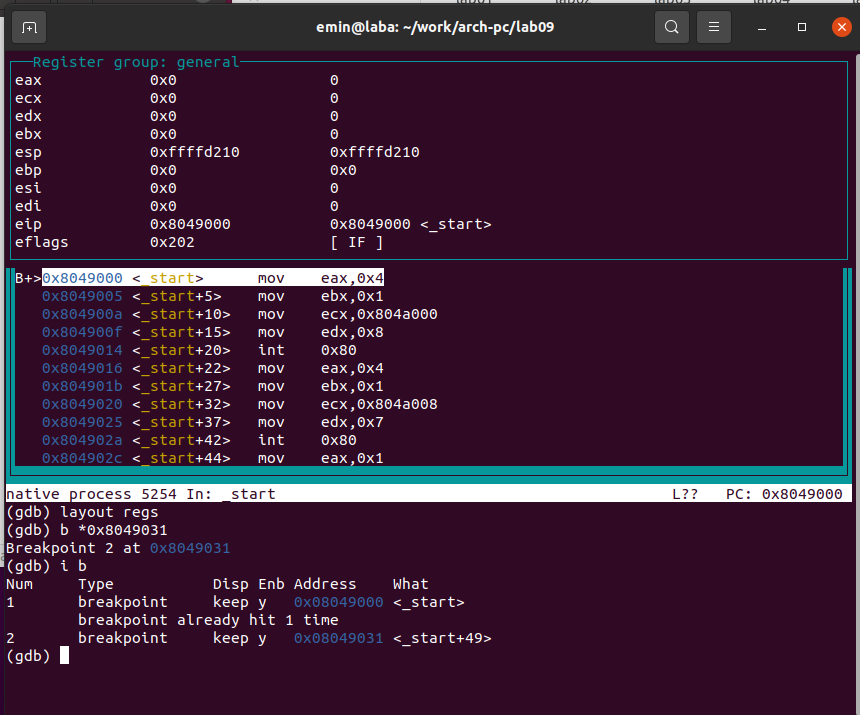 emin@laba: ~/work/arch-pc/lab09
Register group: general
eax 0x0 0
ecx 0x0 0
edx 0x0 0
ebx 0x0 0
esp 0xffffd210 0xffffd210
ebp 0x0 0x0
esi 0x0 0
edi 0x0 0
eip 0x8049000 0x8049000 <_start>
eflags 0x202 [ IF ]
B+>0x8049000 <_start> mov eax,0x4
0x8049005 <_start+5> mov ebx,0x1
0x804900a <_start+10> mov ecx,0x804a000
0x804900f <_start+15> mov edx,0x8
0x8049014 <_start+20> int 0x80
0x8049016 <_start+22> mov eax,0x4
0x804901b <_start+27> mov ebx,0x1
0x8049020 <_start+32> mov ecx,0x804a008
0x8049025 <_start+37> mov edx,0x7
0x804902a <_start+42> int 0x80
0x804902c <_start+44> mov eax,0x1
native process 5254 In: _start L?? PC: 0x8049000
(gdb) layout regs
(gdb) b *0x8049031
Breakpoint 2 at 0x8049031
(gdb) i b
Num Type Disp Enb Address What
1 breakpoint keep y 0x08049000 <_start>
breakpoint already hit 1 time
2 breakpoint keep y 0x08049031 <_start+49>
(gdb)